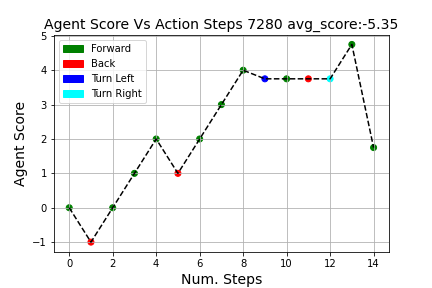 Agent Score Vs Action Steps 7280 avg_score:-5.35
Forward
Back
Turn Left
Turn Right
Agent Score
5
4
3
2
1
0
−1
0 2 4 6 8 10 12 14
Num. Steps